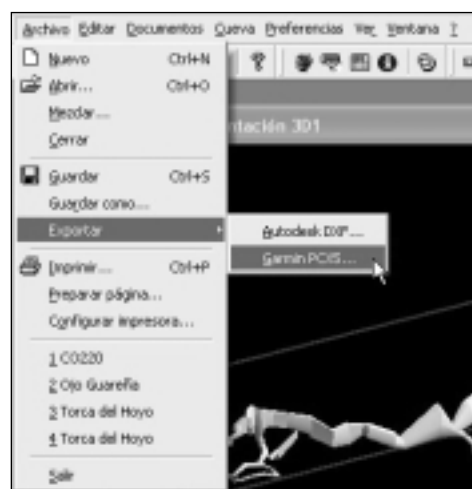 Archivo Editar Documentos Cueva Preferencias Ver Ventana ?
Nuevo Ctrl+N
Abrir... Ctrl+O
Mezclar...
Cerrar
ntación 3D1
Guardar Ctrl+S
Guardar como...
Exportar
Autodesk DXF...
Garmin PCX5...
Imprimir... Ctrl+P
Preparar página...
Configurar impresora...
1 CO220
2 Ojo Guareña
3 Torca del Hoyo
4 Torca del Hoyo
Salir